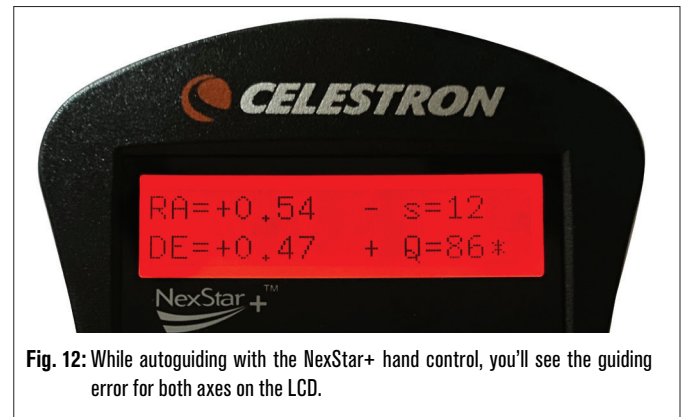 CELESTRON
RA=+0.54 - s=12
DE=+0.47 + Q=86*
NexStar+™
Fig. 12: While autoguiding with the NexStar+ hand control, you'll see the guiding
error for both axes on the LCD.